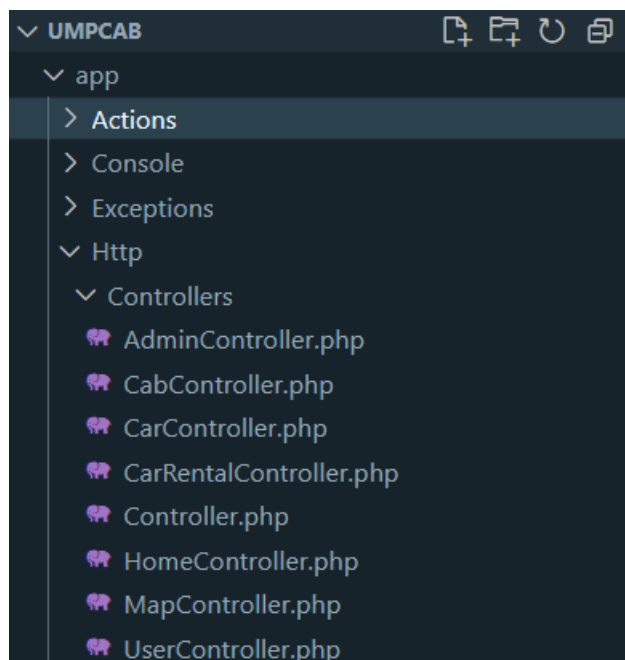 UMPCAB
app
Actions
Console
Exceptions
Http
Controllers
AdminController.php
CabController.php
CarController.php
CarRentalController.php
Controller.php
HomeController.php
MapController.php
UserController.php